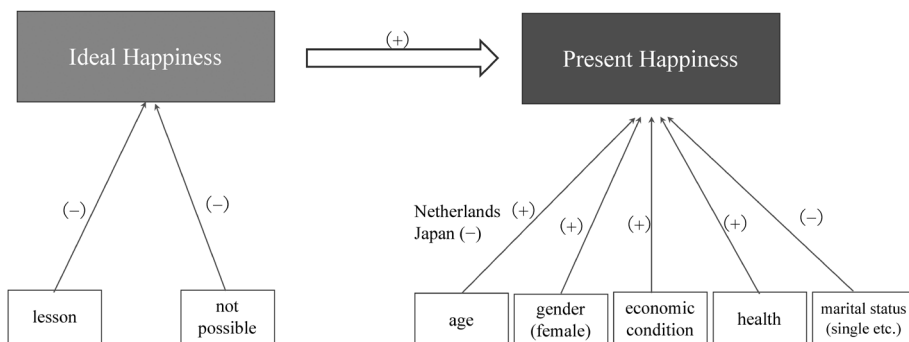 Ideal Happiness
(+)
Present Happiness
(−)
(−)
Netherlands (+)
Japan (−)
(+)
(+)
(+)
(−)
lesson
not
possible
age
gender
(female)
economic
condition
health
marital status
(single etc.)